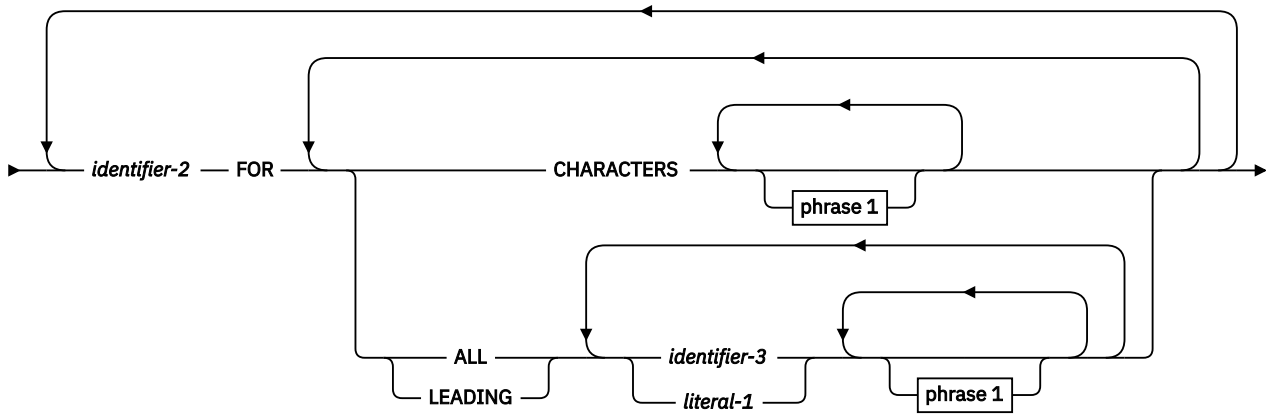 identifier-2 FOR CHARACTERS
phrase 1
ALL identifier-3
LEADING literal-1 phrase 1